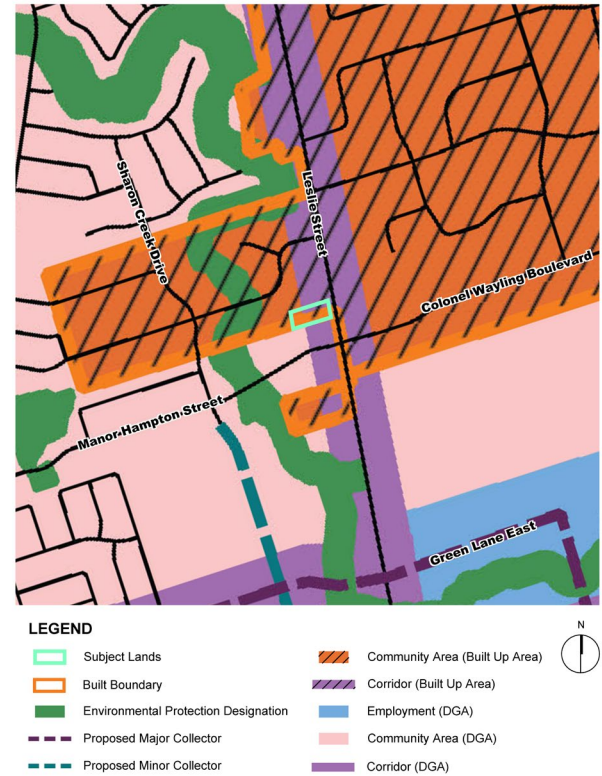 Sharon Creek Drive
Leslie Street
Colonel Wayling Boulevard
Manor Hampton Street
Green Lane East
LEGEND
N
Subject Lands
Built Boundary
Environmental Protection Designation
Proposed Major Collector
Proposed Minor Collector
Community Area (Built Up Area)
Corridor (Built Up Area)
Employment (DGA)
Community Area (DGA)
Corridor (DGA)